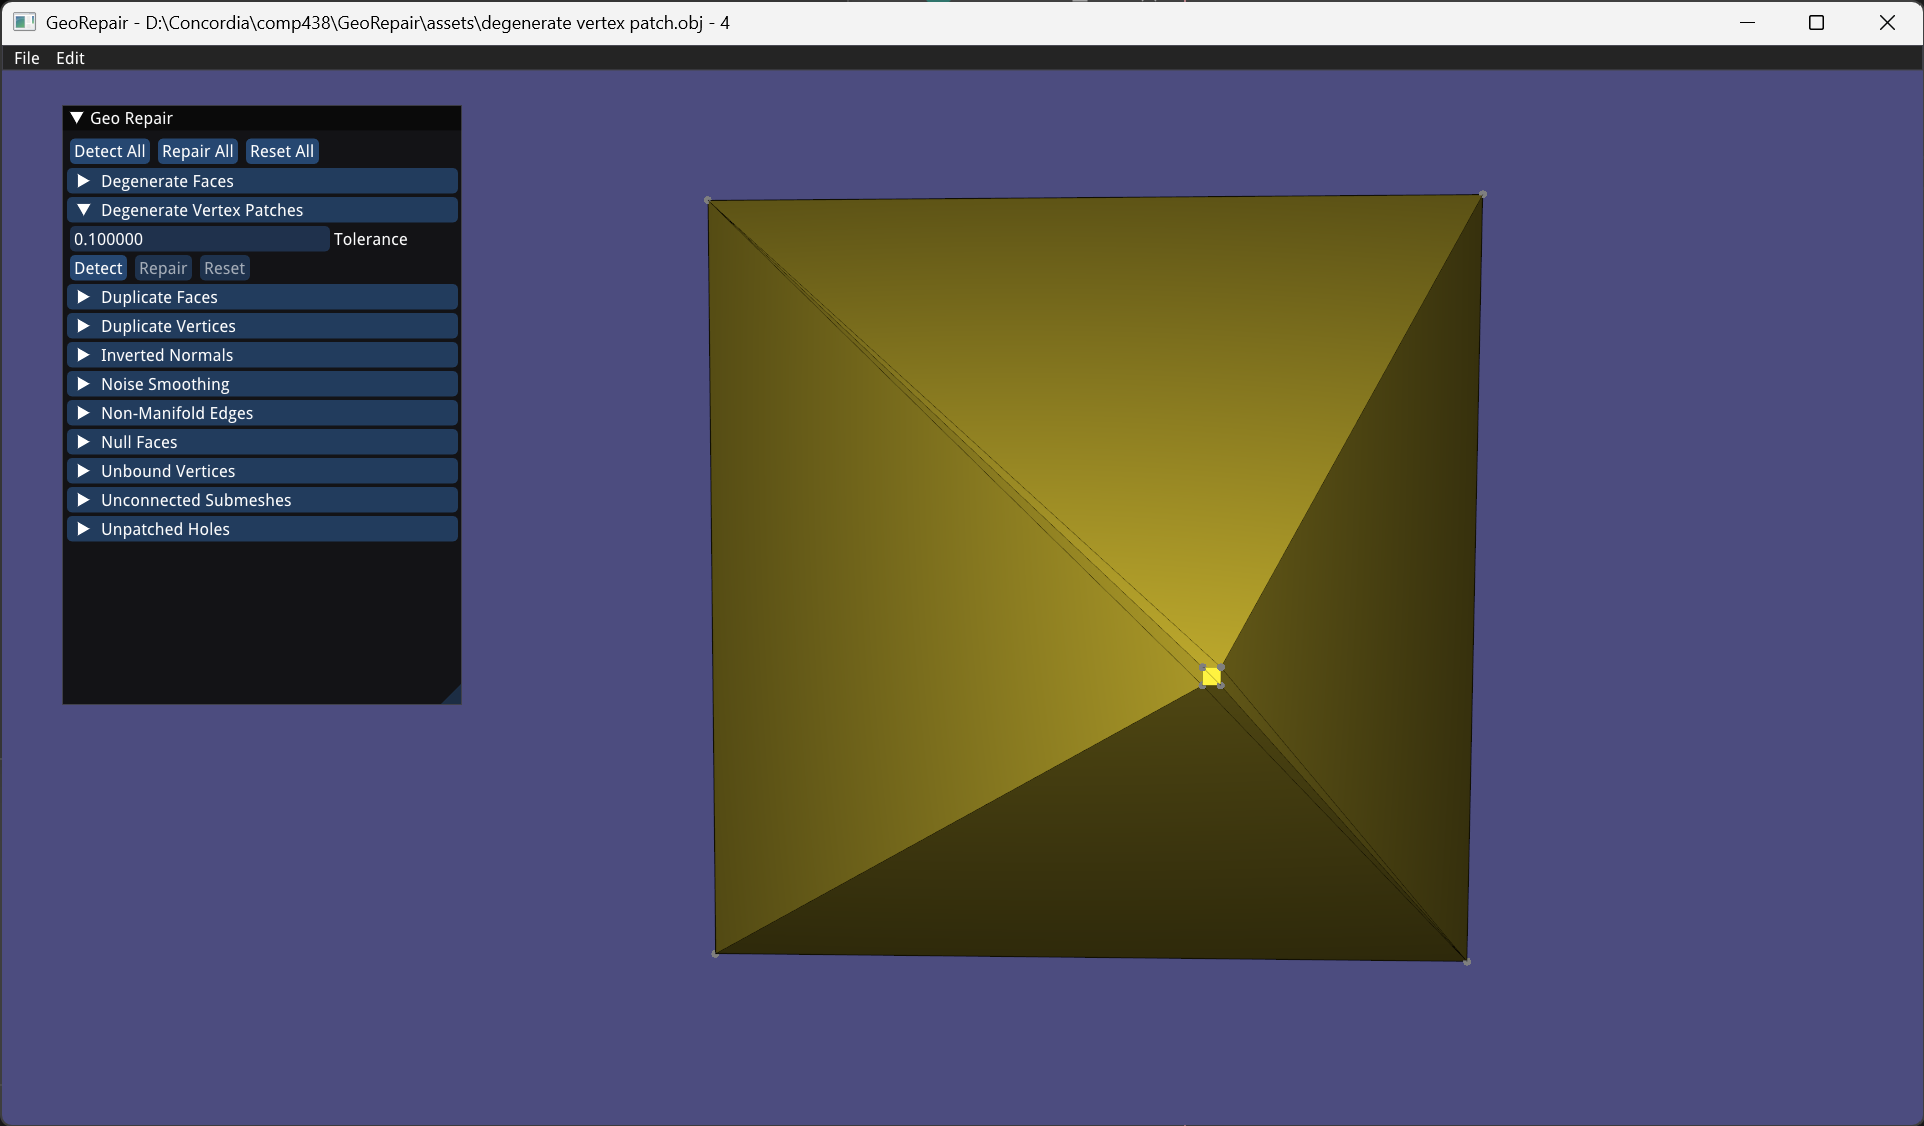 GeoRepair - D:\Concordia\comp438\GeoRepair\assets\degenerate vertex patch.obj - 4
File Edit
Geo Repair
Detect All Repair All Reset All
Degenerate Faces
Degenerate Vertex Patches
0.100000 Tolerance
Detect Repair Reset
Duplicate Faces
Duplicate Vertices
Inverted Normals
Noise Smoothing
Non-Manifold Edges
Null Faces
Unbound Vertices
Unconnected Submeshes
Unpatched Holes